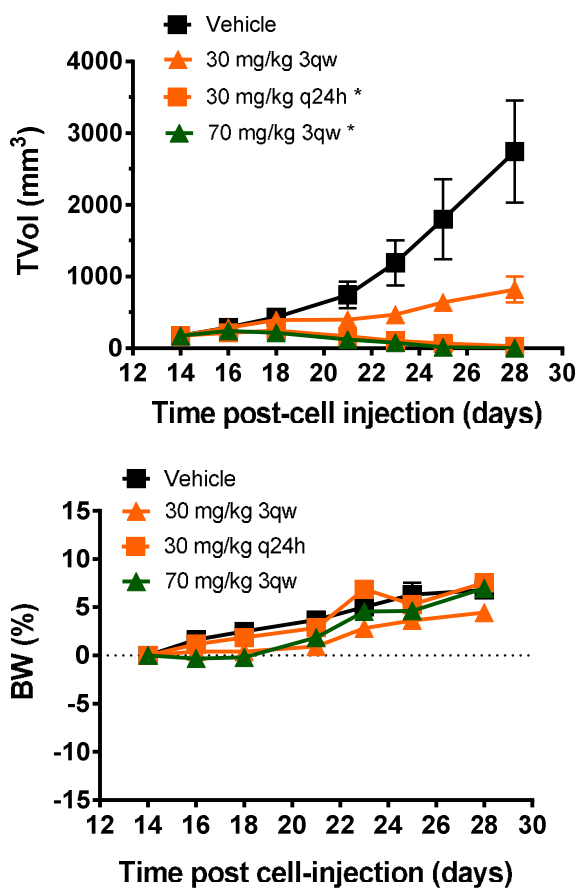 Vehicle
30 mg/kg 3qw
30 mg/kg q24h *
70 mg/kg 3qw *
4000
3000
2000
1000
0
TVol (mm³)
12 14 16 18 20 22 24 26 28 30
Time post-cell injection (days)
Vehicle
30 mg/kg 3qw
30 mg/kg q24h
70 mg/kg 3qw
15
10
5
0
-5
-10
-15
BW (%)
12 14 16 18 20 22 24 26 28 30
Time post cell-injection (days)